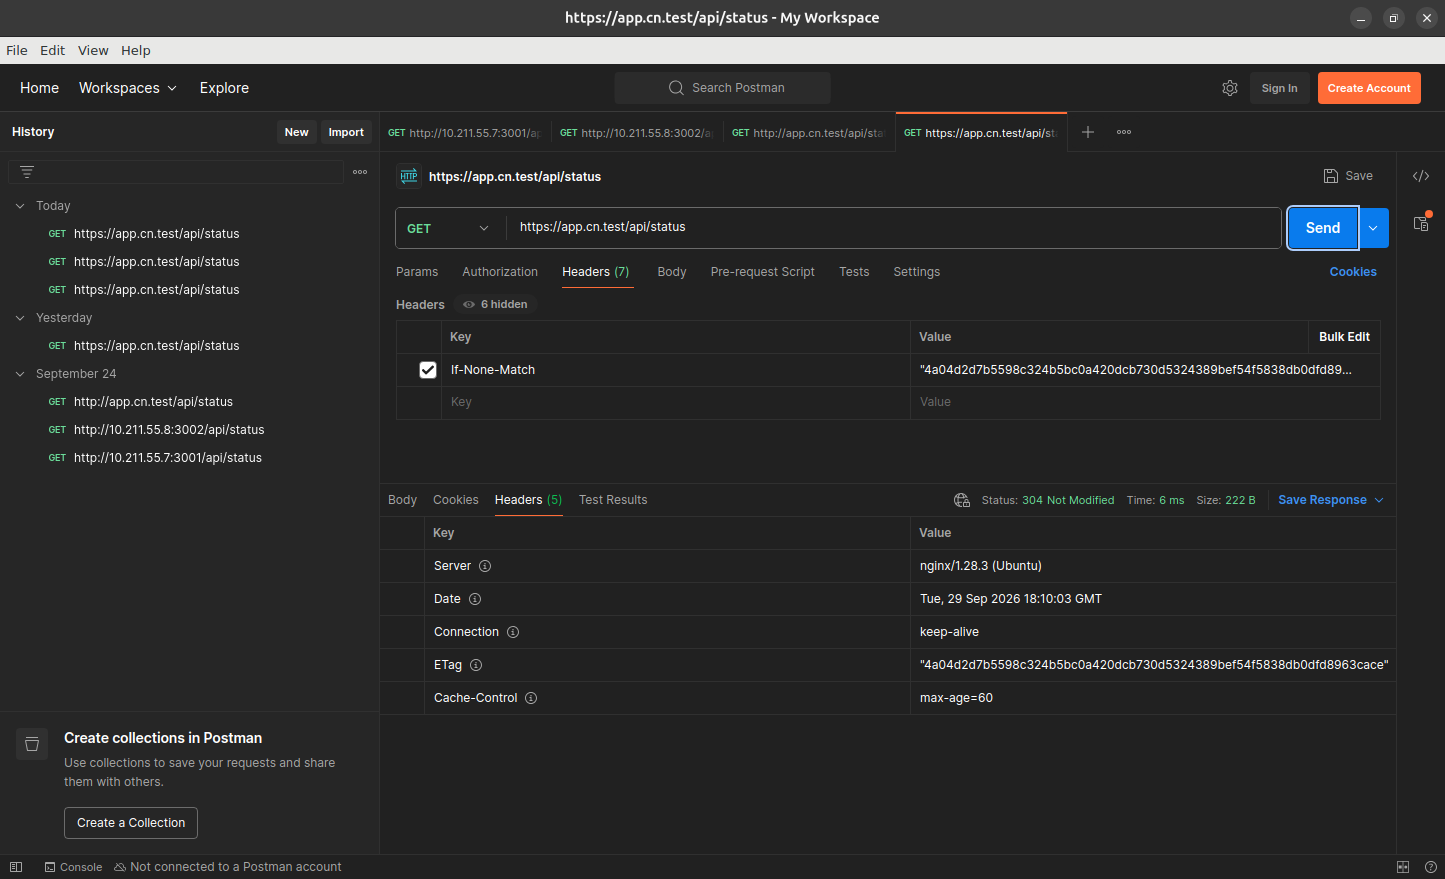 https://app.cn.test/api/status - My Workspace
File Edit View Help
Home Workspaces Explore
Search Postman
Sign In
Create Account
History
New
Import
GET http://10.211.55.7:3001/ap
GET http://10.211.55.8:3002/a
GET http://app.cn.test/api/sta
GET https://app.cn.test/api/st
HTTP https://app.cn.test/api/status
Save
Today
GET https://app.cn.test/api/status
GET https://app.cn.test/api/status
GET https://app.cn.test/api/status
Yesterday
GET https://app.cn.test/api/status
September 24
GET http://app.cn.test/api/status
GET http://10.211.55.8:3002/api/status
GET http://10.211.55.7:3001/api/status
GET https://app.cn.test/api/status
Send
Params Authorization Headers (7) Body Pre-request Script Tests Settings
Cookies
Headers 6 hidden
Key Value Bulk Edit
If-None-Match "4a04d2d7b5598c324b5bc0a420dcb730d5324389bef54f5838db0dfd89...
Key Value
Body Cookies Headers (5) Test Results
Status: 304 Not Modified Time: 6 ms Size: 222 B
Save Response
Key Value
Server nginx/1.28.3 (Ubuntu)
Date Tue, 29 Sep 2026 18:10:03 GMT
Connection keep-alive
ETag "4a04d2d7b5598c324b5bc0a420dcb730d5324389bef54f5838db0dfd8963cace"
Cache-Control max-age=60
Create collections in Postman
Use collections to save your requests and share
them with others.
Create a Collection
Console Not connected to a Postman account